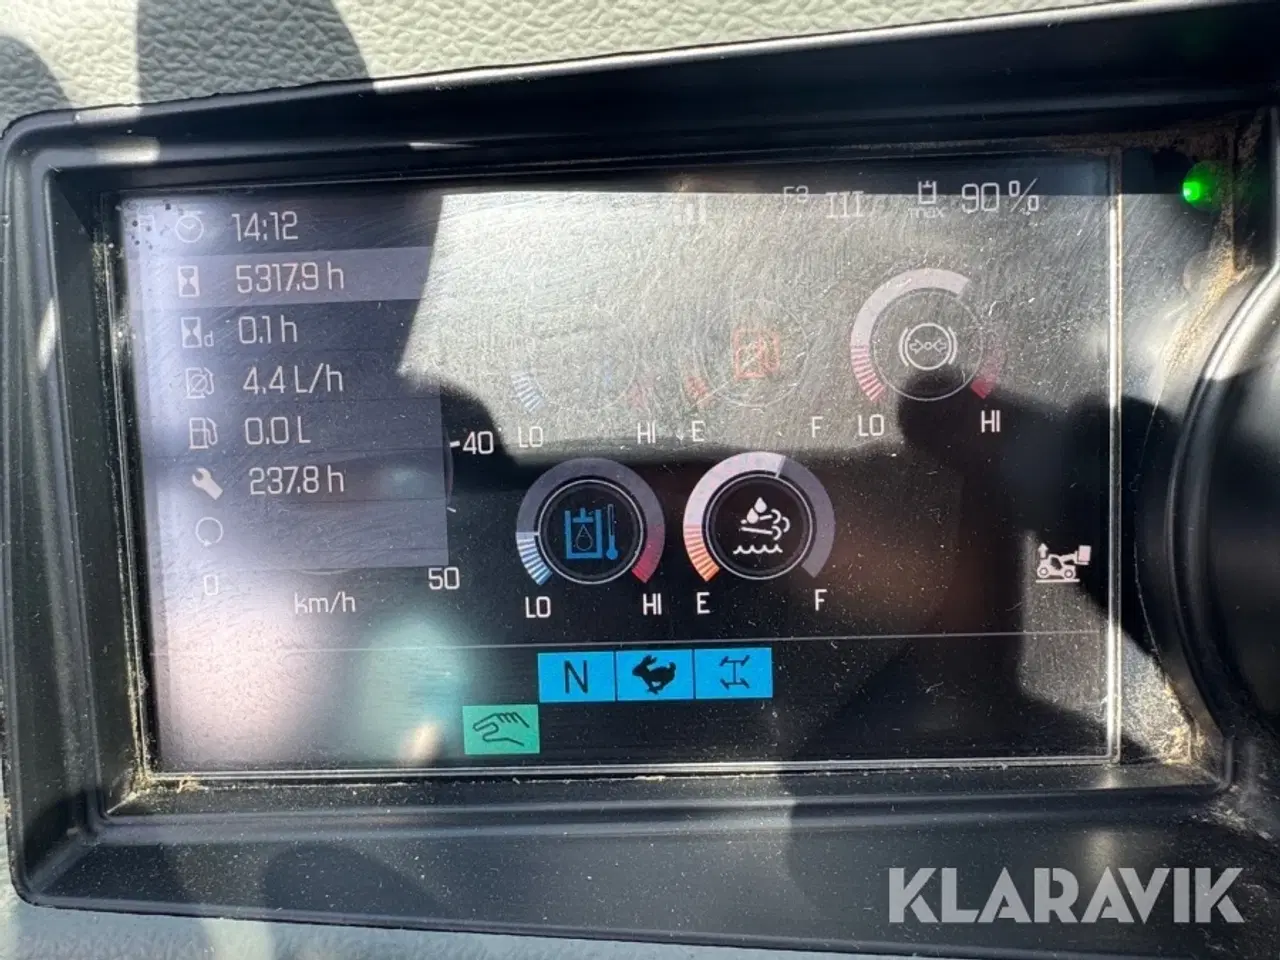 14:12
F3 III max 90 %
5317.9 h
0.1 h
d
4.4 L/h
0.0 L
237.8 h
40
LO HI E F LO HI
0 km/h 50
LO HI E F
N
KLARAVIK